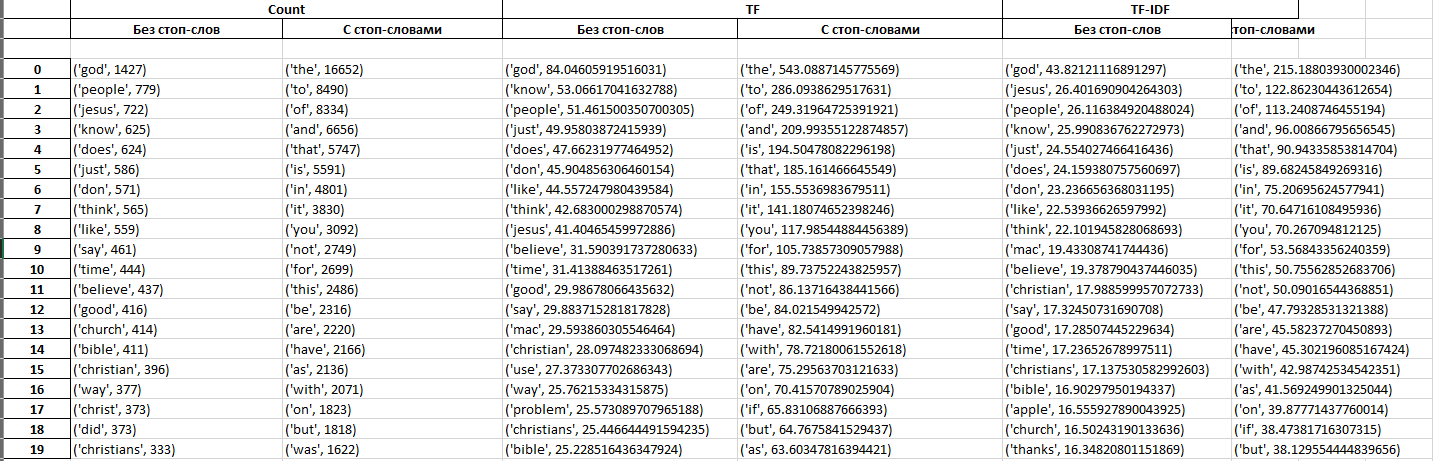 Count TF TF-IDF
Без стоп-слов С стоп-словами Без стоп-слов С стоп-словами Без стоп-слов топ-словами
0 ('god', 1427) ('the', 16652) ('god', 84.04605919516031) ('the', 543.0887145775569) ('god', 43.82121116891297) ('the', 215.18803930002346)
1 ('people', 779) ('to', 8490) ('know', 53.06617041632788) ('to', 286.0938629517631) ('jesus', 26.401690904264303) ('to', 122.86230443612654)
2 ('jesus', 722) ('of', 8334) ('people', 51.461500350700305) ('of', 249.31964725391921) ('people', 26.116384920488024) ('of', 113.2408746455194)
3 ('know', 625) ('and', 6656) ('just', 49.95803872415939) ('and', 209.99355122874857) ('know', 25.990836762272973) ('and', 96.00866795656545)
4 ('does', 624) ('that', 5747) ('does', 47.66231977464952) ('is', 194.50478082296198) ('just', 24.554027466416436) ('that', 90.94335853814704)
5 ('just', 586) ('is', 5591) ('don', 45.904856306460154) ('that', 185.161466645549) ('does', 24.159380757560697) ('is', 89.68245849269316)
6 ('don', 571) ('in', 4801) ('like', 44.557247980439584) ('in', 155.5536983679511) ('don', 23.236656368031195) ('in', 75.20695624577941)
7 ('think', 565) ('it', 3830) ('think', 42.683000298870574) ('it', 141.18074652398246) ('like', 22.53936626597992) ('it', 70.64716108495936)
8 ('like', 559) ('you', 3092) ('jesus', 41.40465459972886) ('you', 117.98544884456389) ('think', 22.101945828068693) ('you', 70.267094812125)
9 ('say', 461) ('not', 2749) ('believe', 31.590391737280633) ('for', 105.73857309057988) ('mac', 19.43308741744436) ('for', 53.56843356240359)
10 ('time', 444) ('for', 2699) ('time', 31.41388463517261) ('this', 89.73752243825957) ('believe', 19.378790437446035) ('this', 50.75562852683706)
11 ('believe', 437) ('this', 2486) ('good', 29.98678066435632) ('not', 86.13716438441566) ('christian', 17.988599957072733) ('not', 50.09016544368851)
12 ('good', 416) ('be', 2316) ('say', 29.883715281817828) ('be', 84.021549942572) ('say', 17.32450731690708) ('be', 47.79328531321388)
13 ('church', 414) ('are', 2220) ('mac', 29.593860305546464) ('have', 82.5414991960181) ('good', 17.28507445229634) ('are', 45.58237270450893)
14 ('bible', 411) ('have', 2166) ('christian', 28.097482333068694) ('with', 78.72180061552618) ('time', 17.23652678997511) ('have', 45.302196085167424)
15 ('christian', 396) ('as', 2136) ('use', 27.373307702686343) ('are', 75.29563703121633) ('christians', 17.137530582992603) ('with', 42.98742534542351)
16 ('way', 377) ('with', 2071) ('way', 25.76215334315875) ('on', 70.41570789025904) ('bible', 16.90297950194337) ('as', 41.569249901325044)
17 ('christ', 373) ('on', 1823) ('problem', 25.573089707965188) ('if', 65.83106887666393) ('apple', 16.555927890043925) ('on', 39.87771437760014)
18 ('did', 373) ('but', 1818) ('christians', 25.446644491594235) ('but', 64.7675841529437) ('church', 16.50243190133636) ('if', 38.47381716307315)
19 ('christians', 333) ('was', 1622) ('bible', 25.228516436347924) ('as', 63.60347816394421) ('thanks', 16.34820801151869) ('but', 38.129554444839656)